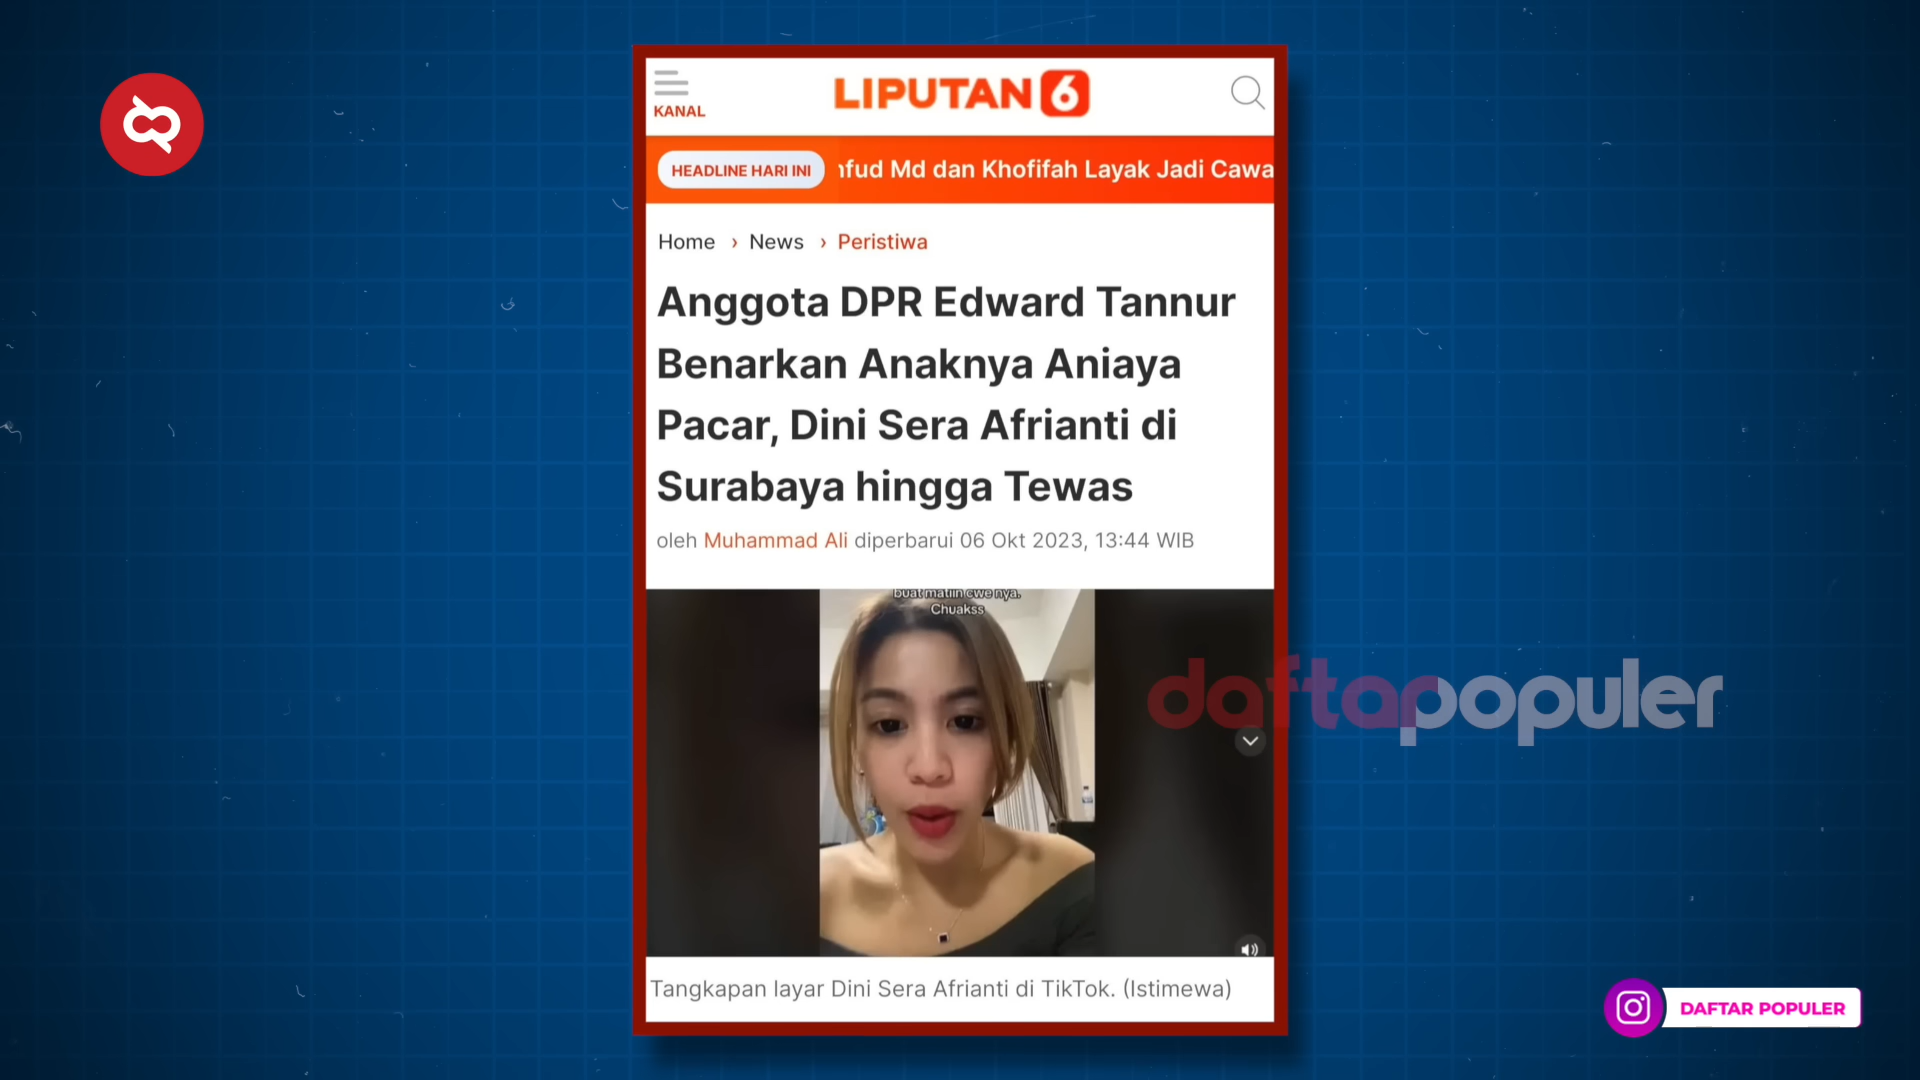 KANAL
LIPUTAN 6
HEADLINE HARI INI
fud Md dan Khofifah Layak Jadi Cawa
Home › News › Peristiwa
Anggota DPR Edward Tannur
Benarkan Anaknya Aniaya
Pacar, Dini Sera Afrianti di
Surabaya hingga Tewas
oleh Muhammad Ali diperbarui 06 Okt 2023, 13:44 WIB
buat matiin cwe nya.
Chuakss
daftarpopuler
Tangkapan layar Dini Sera Afrianti di TikTok. (Istimewa)
DAFTAR POPULER